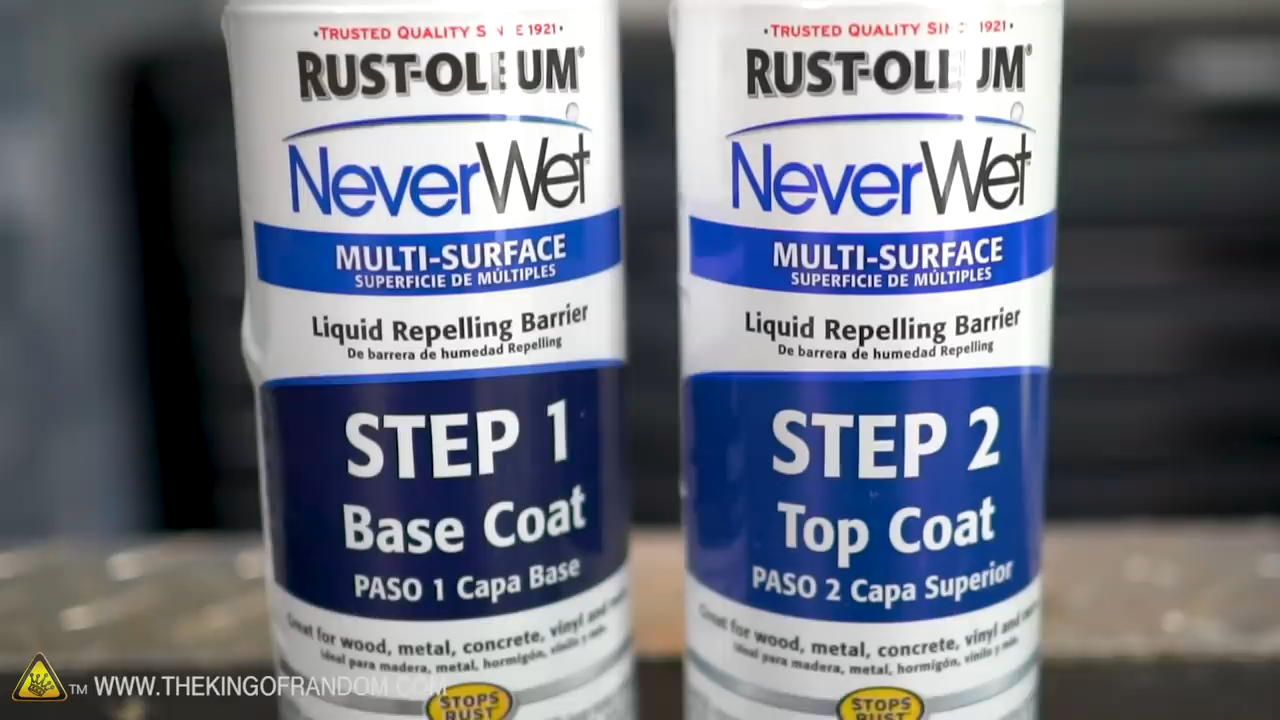 •TRUSTED QUALITY SINCE 1921•
RUST-OLEUM®
NeverWet
MULTI-SURFACE
SUPERFICIE DE MÚLTIPLES
Liquid Repelling Barrier
De barrera de humedad Repelling
STEP 1
Base Coat
PASO 1 Capa Base
Great for wood, metal, concrete, vinyl and
Ideal para madera, metal, hormigón, vinilo y más.
STOPS
RUST
•TRUSTED QUALITY SINCE 1921•
RUST-OLEUM®
NeverWet
MULTI-SURFACE
SUPERFICIE DE MÚLTIPLES
Liquid Repelling Barrier
De barrera de humedad Repelling
STEP 2
Top Coat
PASO 2 Capa Superior
Great for wood, metal, concrete, vinyl and
Ideal para madera, metal, hormigón, vinilo y más.
STOPS
RUST
™ WWW.THEKINGOFRANDOM.COM